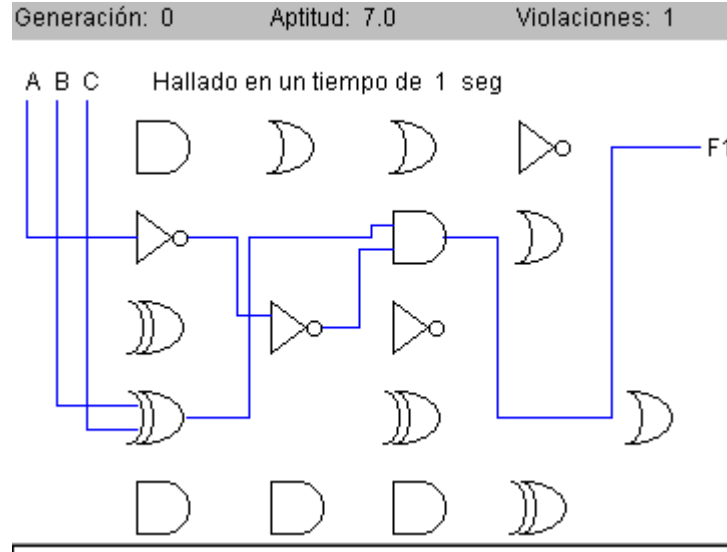 Generación: 0 Aptitud: 7.0 Violaciones: 1
A B C Hallado en un tiempo de 1 seg
F1